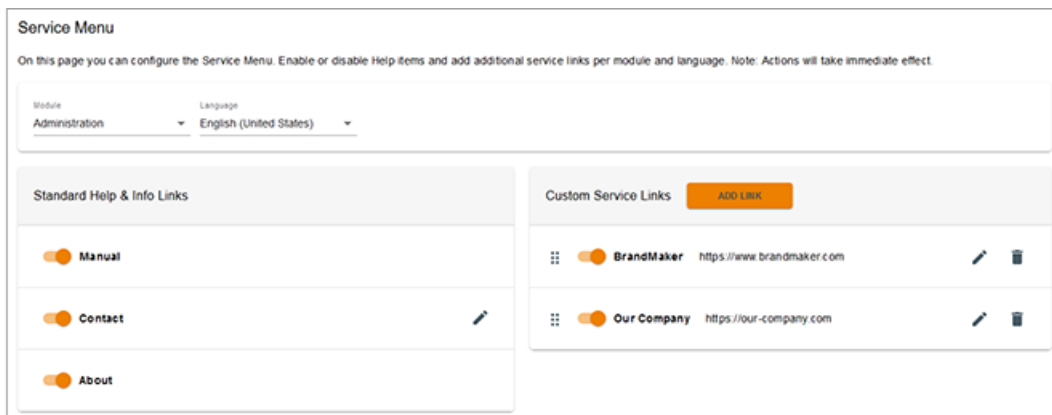 Service Menu
On this page you can configure the Service Menu. Enable or disable Help items and add additional service links per module and language. Note: Actions will take immediate effect.
Module
Language
Administration
English (United States)
Standard Help & Info Links
Manual
Contact
About
Custom Service Links
ADD LINK
BrandMaker https://www.brandmaker.com
Our Company https://our-company.com